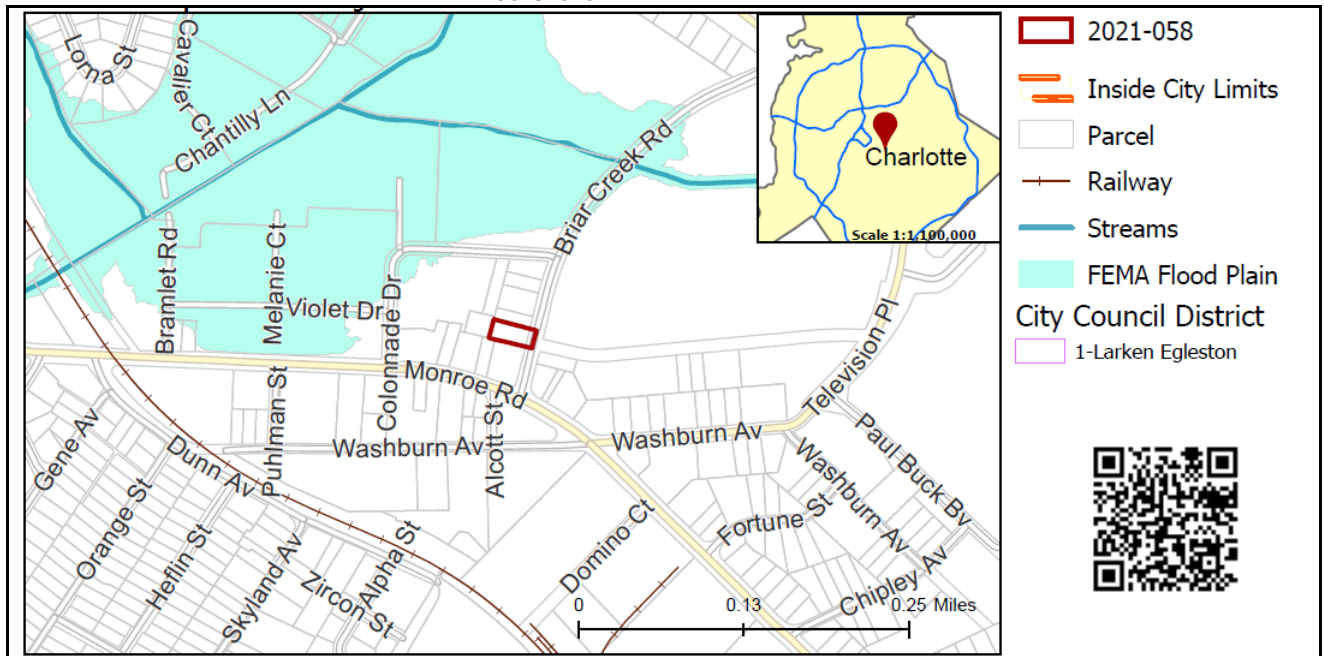 Lorna St
Cavalier Ct
Chantilly Ln
Briar Creek Rd
Charlotte
Scale 1:1,100,000
Bramlet Rd
Melanie Ct
Violet Dr
Colonnade Dr
Monroe Rd
Television Pl
Gene Av
Dunn Av
Puhlman St
Washburn Av
Alcott St
Washburn Av
Paul Buck Bv
Washburn Av
Orange St
Heflin St
Skyland Av
Zircon St
Alpha St
Domino Ct
Fortune St
Chipley Av
0 0.13 0.25 Miles
2021-058
Inside City Limits
Parcel
Railway
Streams
FEMA Flood Plain
City Council District
1-Larken Egleston